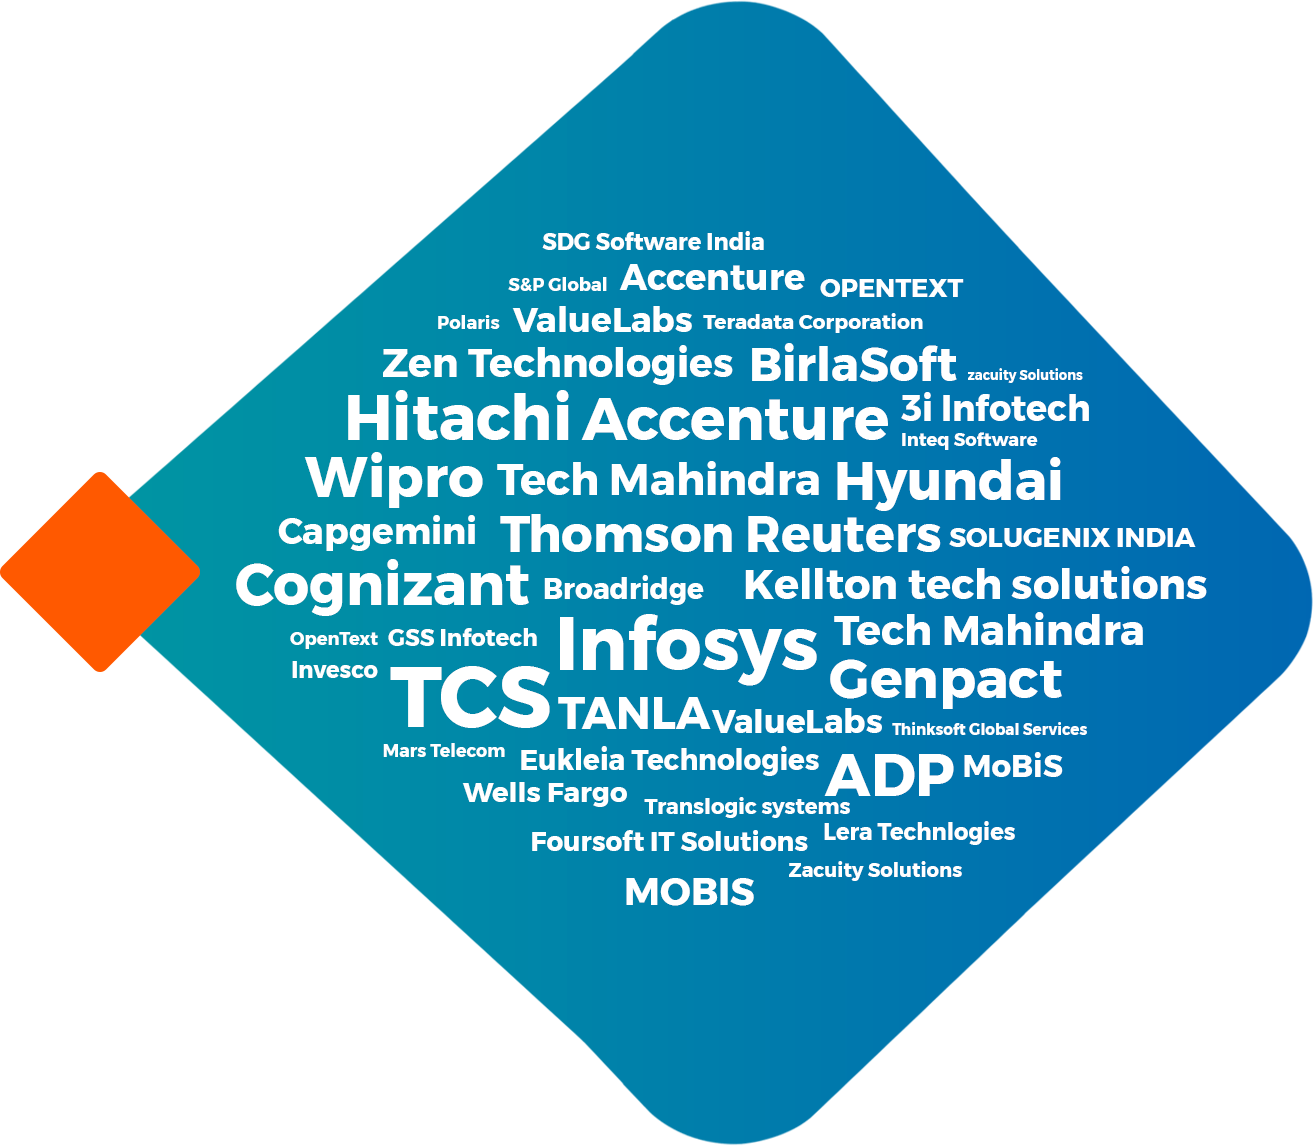 SDG Software India
S&P Global Accenture OPENTEXT
Polaris ValueLabs Teradata Corporation
Zen Technologies BirlaSoft zacuity Solutions
Hitachi Accenture 3i Infotech
Inteq Software
Wipro Tech Mahindra Hyundai
Capgemini Thomson Reuters SOLUGENIX INDIA
Cognizant Broadridge Kellton tech solutions
OpenText GSS Infotech Infosys Tech Mahindra
Invesco TCS Genpact
TANLA ValueLabs Thinksoft Global Services
Mars Telecom Eukleia Technologies ADP MoBiS
Wells Fargo Translogic systems
Foursoft IT Solutions Lera Technlogies
Zacuity Solutions
MOBIS